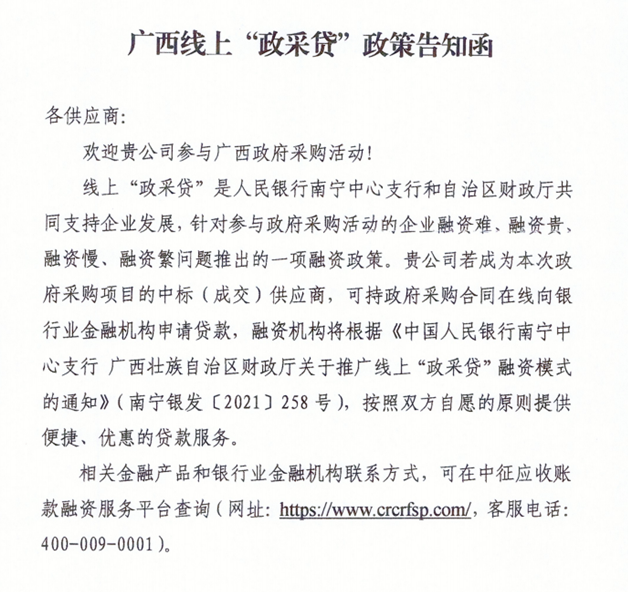 广西线上“政采贷”政策告知函
各供应商：
欢迎贵公司参与广西政府采购活动！
线上“政采贷”是人民银行南宁中心支行和自治区财政厅共
同支持企业发展，针对参与政府采购活动的企业融资难、融资贵、
融资慢、融资繁问题推出的一项融资政策。贵公司若成为本次政
府采购项目的中标（成交）供应商，可持政府采购合同在线向银
行业金融机构申请贷款，融资机构将根据《中国人民银行南宁中
心支行 广西壮族自治区财政厅关于推广线上“政采贷”融资模式
的通知》（南宁银发〔2021〕258 号），按照双方自愿的原则提供
便捷、优惠的贷款服务。
相关金融产品和银行业金融机构联系方式，可在中征应收账
款融资服务平台查询（网址：https://www.crcrfsp.com/，客服电话：
400-009-0001）。